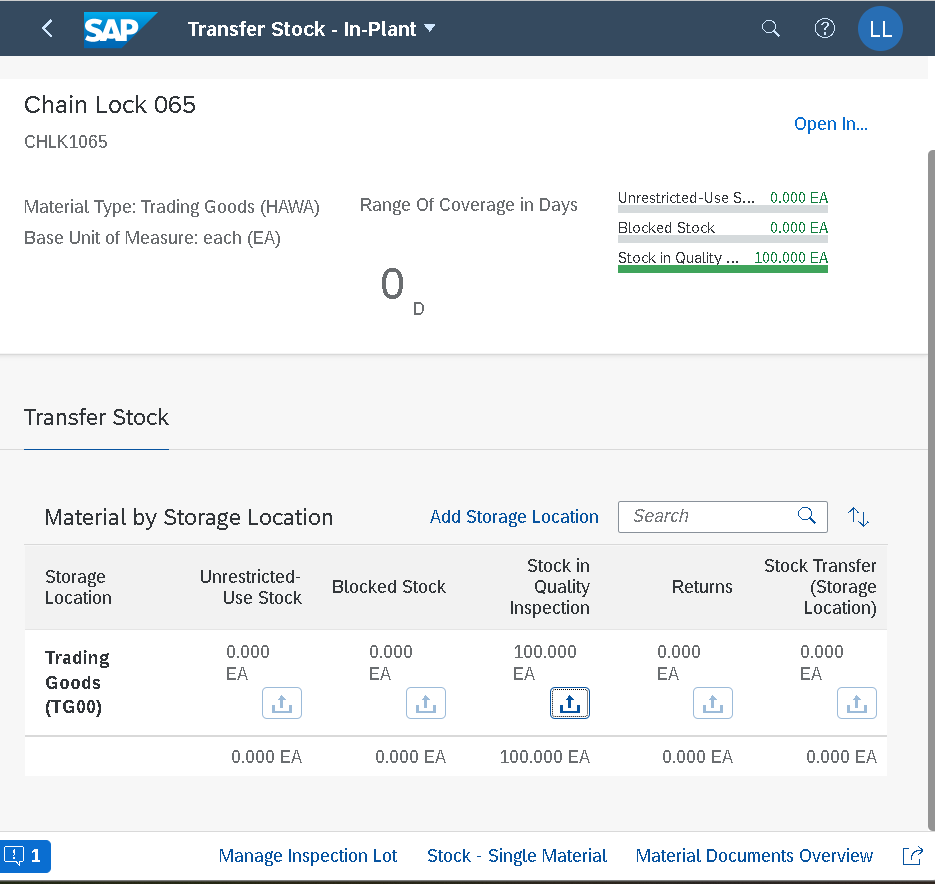 SAP Transfer Stock - In-Plant ? LL
Chain Lock 065
Open In...
CHLK1065
Material Type: Trading Goods (HAWA)
Base Unit of Measure: each (EA)
Range Of Coverage in Days
0 D
Unrestricted-Use S... 0.000 EA
Blocked Stock 0.000 EA
Stock in Quality ... 100.000 EA
Transfer Stock
Material by Storage Location Add Storage Location Search
Storage
Location
Unrestricted-
Use Stock
Blocked Stock
Stock in
Quality
Inspection
Returns
Stock Transfer
(Storage
Location)
Trading
Goods
(TG00)
0.000
EA
0.000
EA
100.000
EA
0.000
EA
0.000
EA
0.000 EA 0.000 EA 100.000 EA 0.000 EA 0.000 EA
1 Manage Inspection Lot Stock - Single Material Material Documents Overview